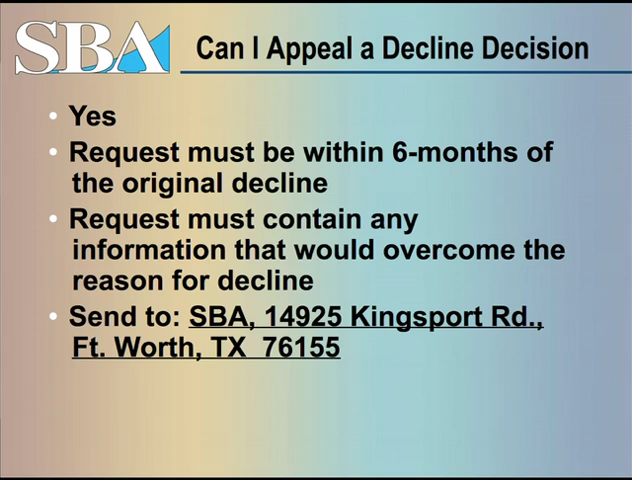 SBA
Can I Appeal a Decline Decision
• Yes
• Request must be within 6-months of
the original decline
• Request must contain any
information that would overcome the
reason for decline
• Send to: SBA, 14925 Kingsport Rd.,
Ft. Worth, TX  76155